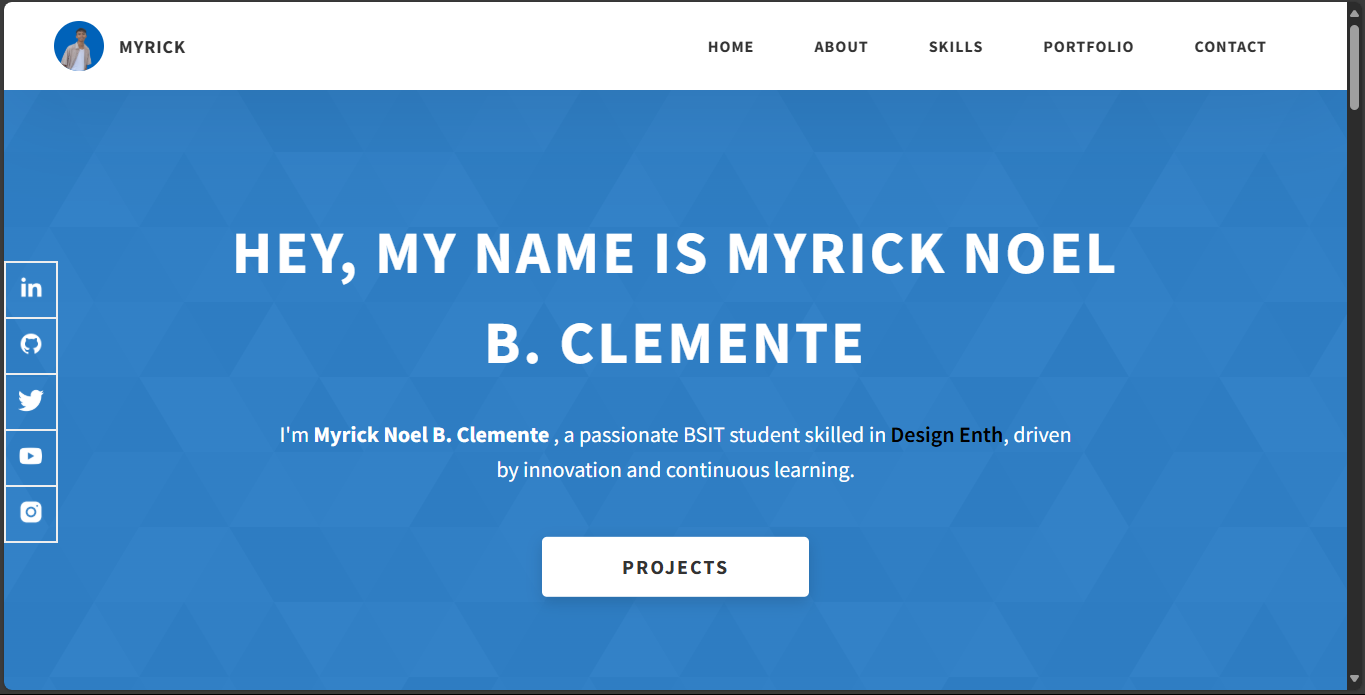 MYRICK
HOME ABOUT SKILLS PORTFOLIO CONTACT
HEY, MY NAME IS MYRICK NOEL
B. CLEMENTE
in
I'm Myrick Noel B. Clemente , a passionate BSIT student skilled in Design Enth, driven
by innovation and continuous learning.
PROJECTS